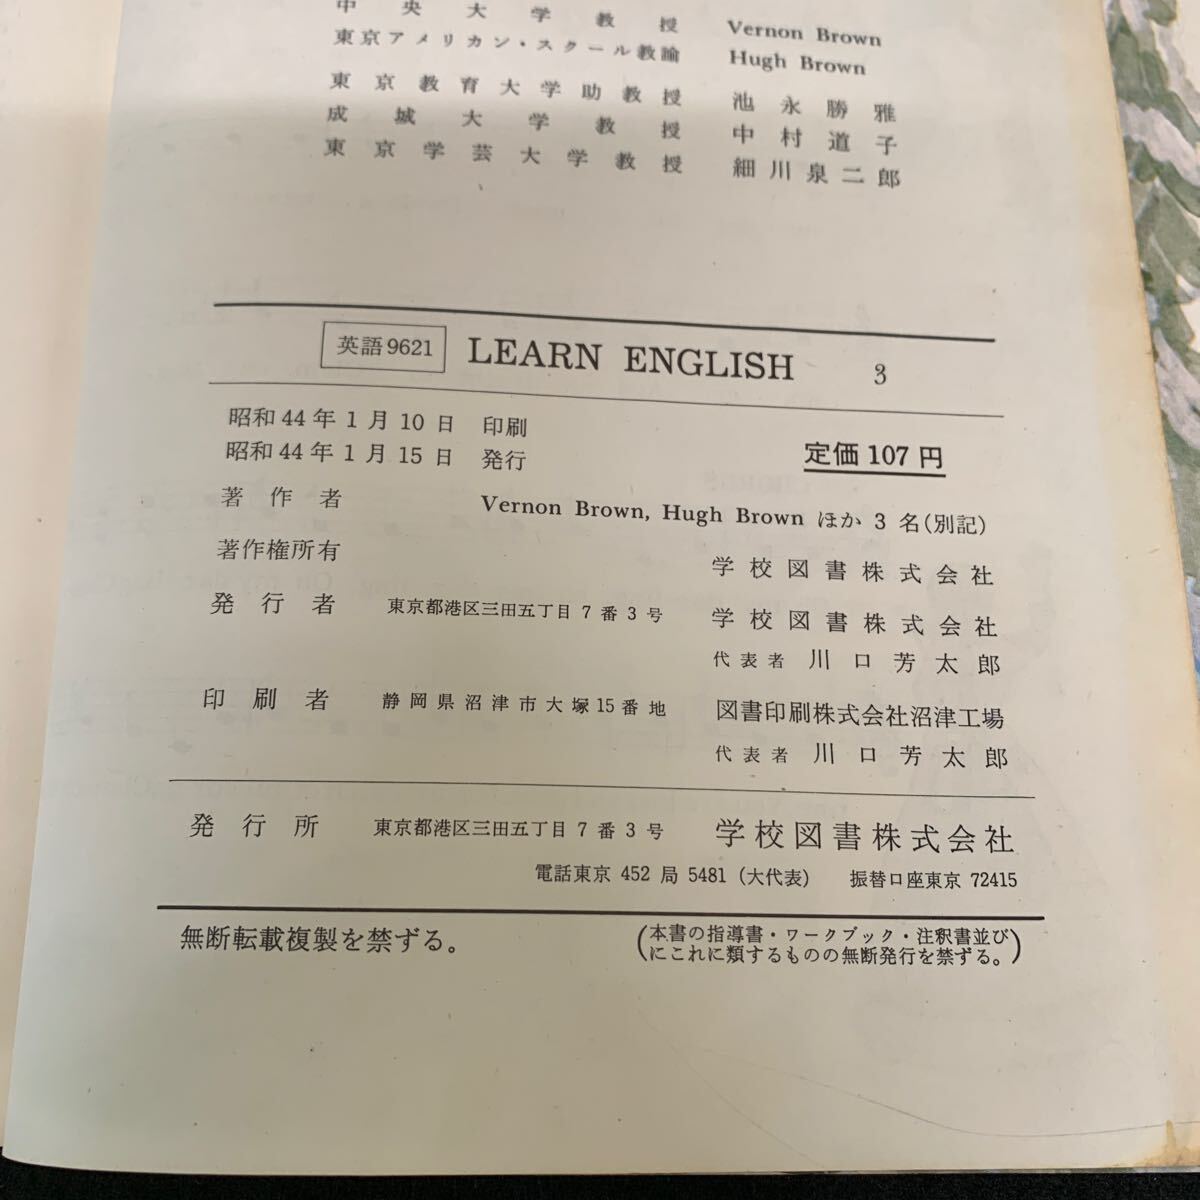 中央大学教授 Vernon Brown
東京アメリカン・スクール教諭 Hugh Brown
東京教育大学助教授 池永勝雅
成城大学教授 中村道子
東京学芸大学教授 細川泉二郎
英語9621 LEARN ENGLISH 3
昭和44年1月10日 印刷
昭和44年1月15日 発行 定価107円
著作者 Vernon Brown, Hugh Brown ほか3名(別記)
著作権所有 学校図書株式会社
発行者 東京都港区三田五丁目7番3号 学校図書株式会社
代表者 川口芳太郎
印刷者 静岡県沼津市大塚15番地 図書印刷株式会社沼津工場
代表者 川口芳太郎
発行所 東京都港区三田五丁目7番3号 学校図書株式会社
電話東京 452局 5481 (大代表) 振替口座東京 72415
無断転載複製を禁ずる。
(本書の指導書・ワークブック・注釈書並び
にこれに類するものの無断発行を禁ずる。)